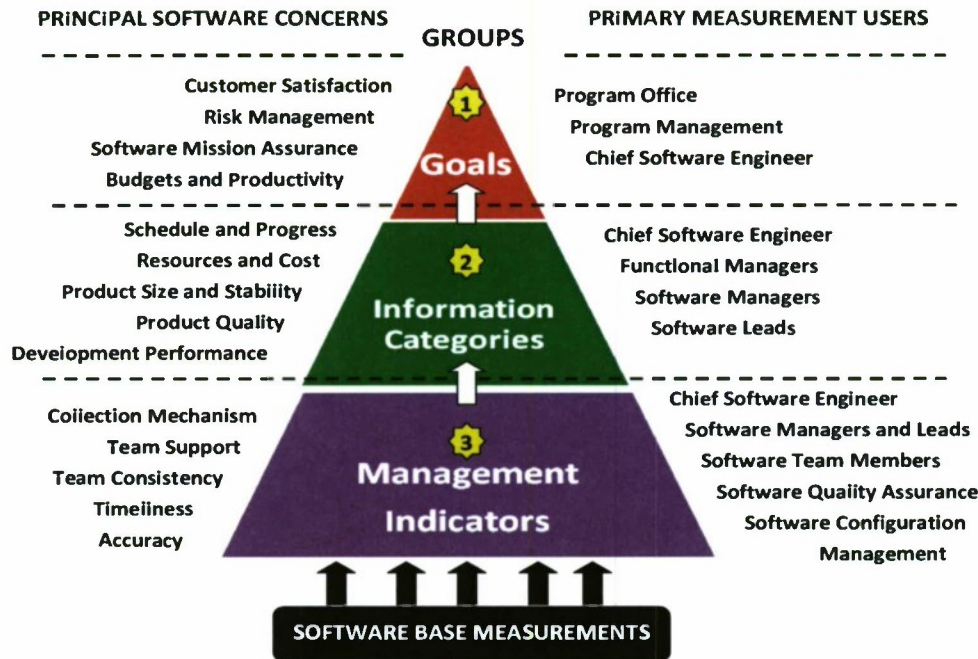 PRiNCiPAL SOFTWARE CONCERNS
GROUPS
PRiMARY MEASUREMENT USERS
Customer Satisfaction
Risk Management
Software Mission Assurance
Budgets and Productivity
1
Goals
Program Office
Program Management
Chief Software Engineer
Schedule and Progress
Resources and Cost
Product Size and Stability
Product Quality
Development Performance
2
Information
Categories
Chief Software Engineer
Functional Managers
Software Managers
Software Leads
Collection Mechanism
Team Support
Team Consistency
Timeliness
Accuracy
3
Management
Indicators
Chief Software Engineer
Software Managers and Leads
Software Team Members
Software Quality Assurance
Software Configuration
Management
SOFTWARE BASE MEASUREMENTS